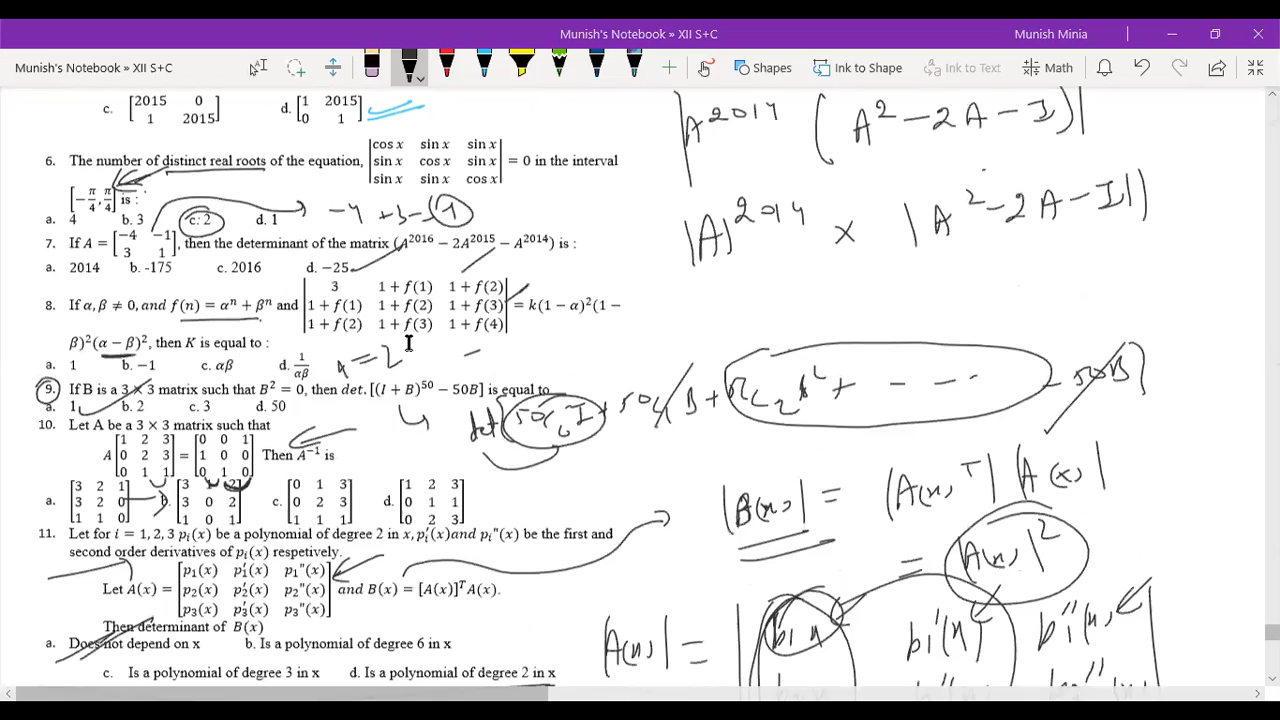 Munish's Notebook » XII S+C
Munish Minia
Munish's Notebook » XII S+C
Shapes
Ink to Shape
Ink to Text
Math
c. [2015 0
1 2015]
d. [1 2015
0 1]
6. The number of distinct real roots of the equation, |cos x sin x sin x
sin x cos x sin x
sin x sin x cos x| = 0 in the interval
[-π/4, π/4] is :
a. 4 b. 3 c. 2 d. 1
-4 +3
7. If A = [-4 -1
3 1], then the determinant of the matrix (A^2016 − 2A^2015 − A^2014) is :
a. 2014 b. -175 c. 2016 d. −25
8. If α, β ≠ 0, and f(n) = α^n + β^n and |3 1 + f(1) 1 + f(2)
1 + f(1) 1 + f(2) 1 + f(3)
1 + f(2) 1 + f(3) 1 + f(4)| = k(1 − α)^2(1 −
β)^2(α − β)^2, then K is equal to :
a. 1 b. −1 c. αβ d. 1/αβ
= 2
9. If B is a 3 × 3 matrix such that B^2 = 0, then det. [(I + B)^50 − 50B] is equal to
a. 1 b. 2 c. 3 d. 50
10. Let A be a 3 × 3 matrix such that
A [1 2 3
0 2 3
0 1 1] = [0 0 1
1 0 0
0 1 0] Then A^−1 is
a. [3 2 1
3 2 0
1 1 0]
b. [3 1 2
3 0 2
1 0 1]
c. [0 1 3
0 2 3
1 1 1]
d. [1 2 3
0 1 1
0 2 3]
11. Let for i = 1, 2, 3 p_i(x) be a polynomial of degree 2 in x, p_i'(x)and p_i"(x) be the first and
second order derivatives of p_i(x) respetively.
Let A(x) = [p1(x) p1'(x) p1"(x)
p2(x) p2'(x) p2"(x)
p3(x) p3'(x) p3"(x)] and B(x) = [A(x)]^T A(x).
Then determinant of B(x)
a. Does not depend on x b. Is a polynomial of degree 6 in x
c. Is a polynomial of degree 3 in x d. Is a polynomial of degree 2 in x
|A^2014 (A^2 − 2A − I)|
|A|^2014 × |A^2 − 2A − I|
det 50C0 I + 50C1 B + − 50B]
|B(x)| = |A(x)^T| |A(x)|
= |A(x)|^2
|A(x)| =